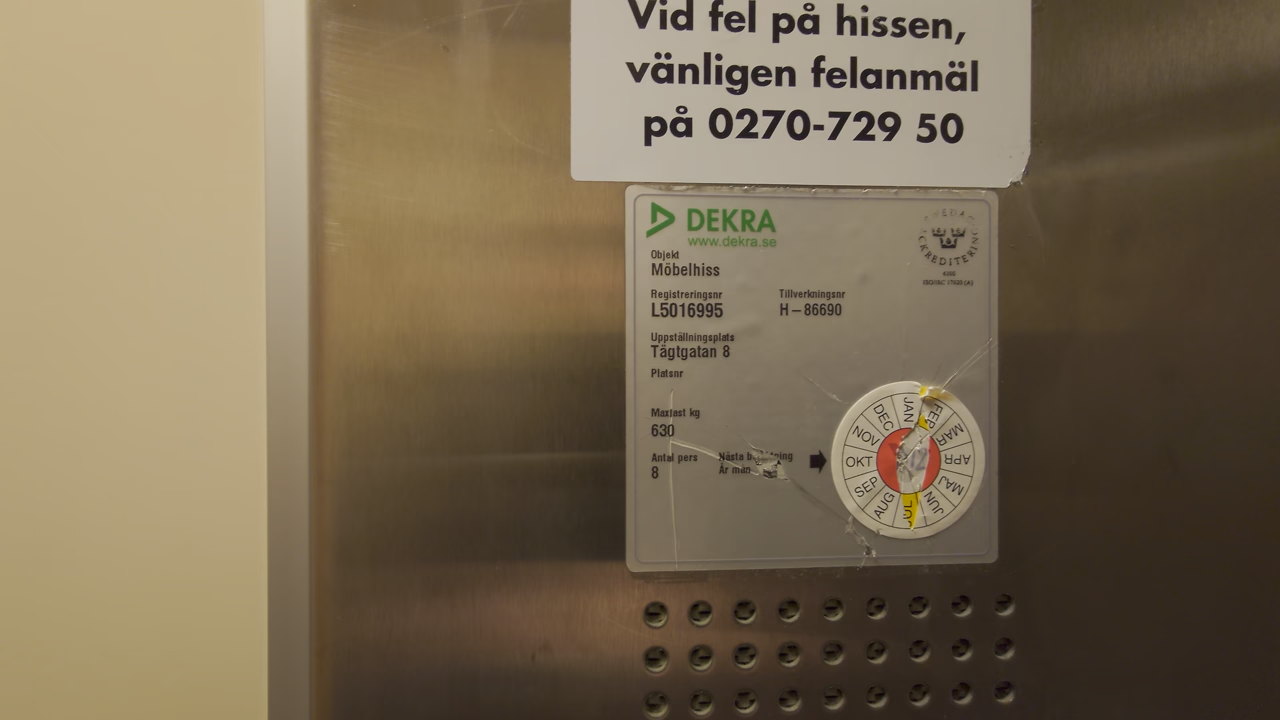 Vid fel på hissen,
vänligen felanmäl
på 0270-729 50
DEKRA
www.dekra.se
Objekt
Möbelhiss
Registreringsnr
L5016995
Tillverkningsnr
H – 86690
Uppställningsplats
Tägtgatan 8
Platsnr
Maxlast kg
630
Antal pers
8
Nästa
År mån
JAN
FEB
MAR
APR
MAJ
JUN
JUL
AUG
SEP
OKT
NOV
DEC